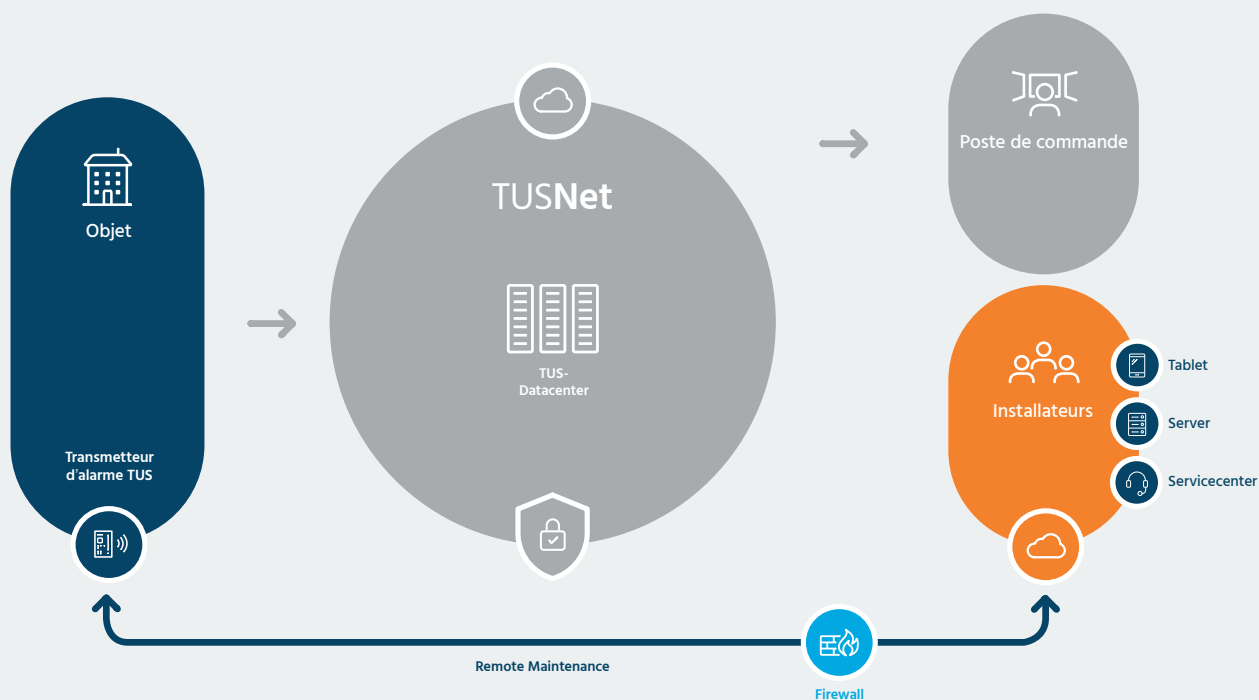 Objet
Transmetteur
d'alarme TUS
TUSNet
TUS-
Datacenter
Poste de commande
Installateurs
Tablet
Server
Servicecenter
Remote Maintenance
Firewall